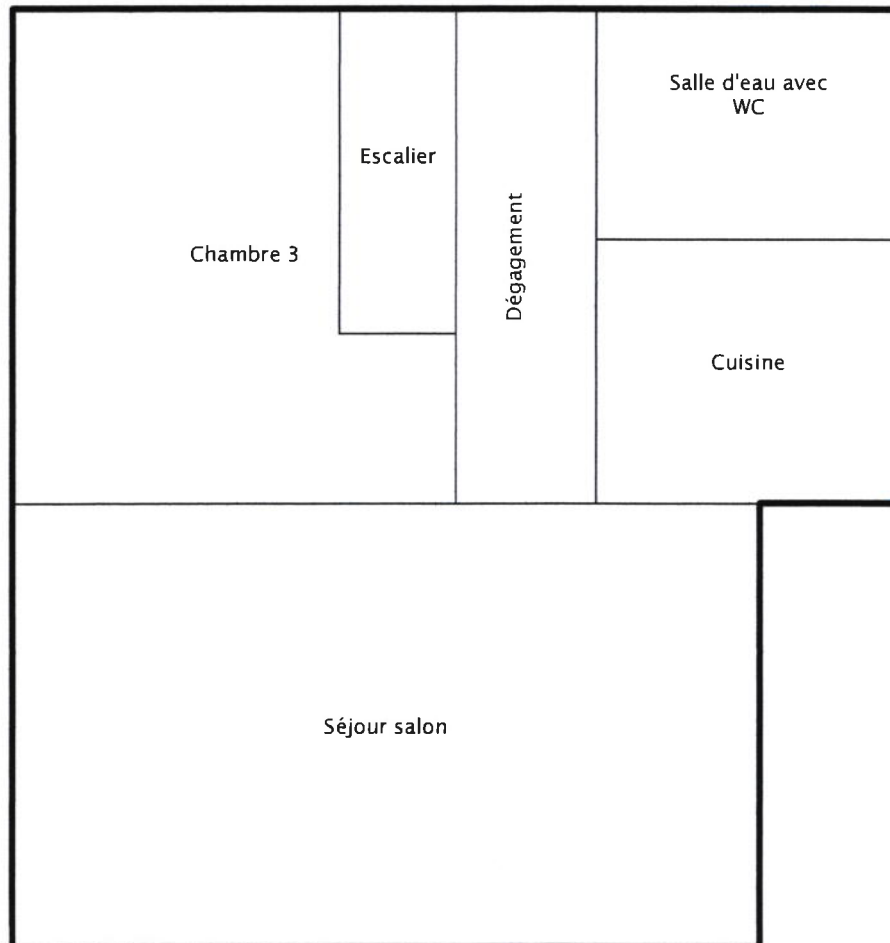 Salle d'eau avec
WC
Escalier
Dégagement
Chambre 3
Cuisine
Séjour salon